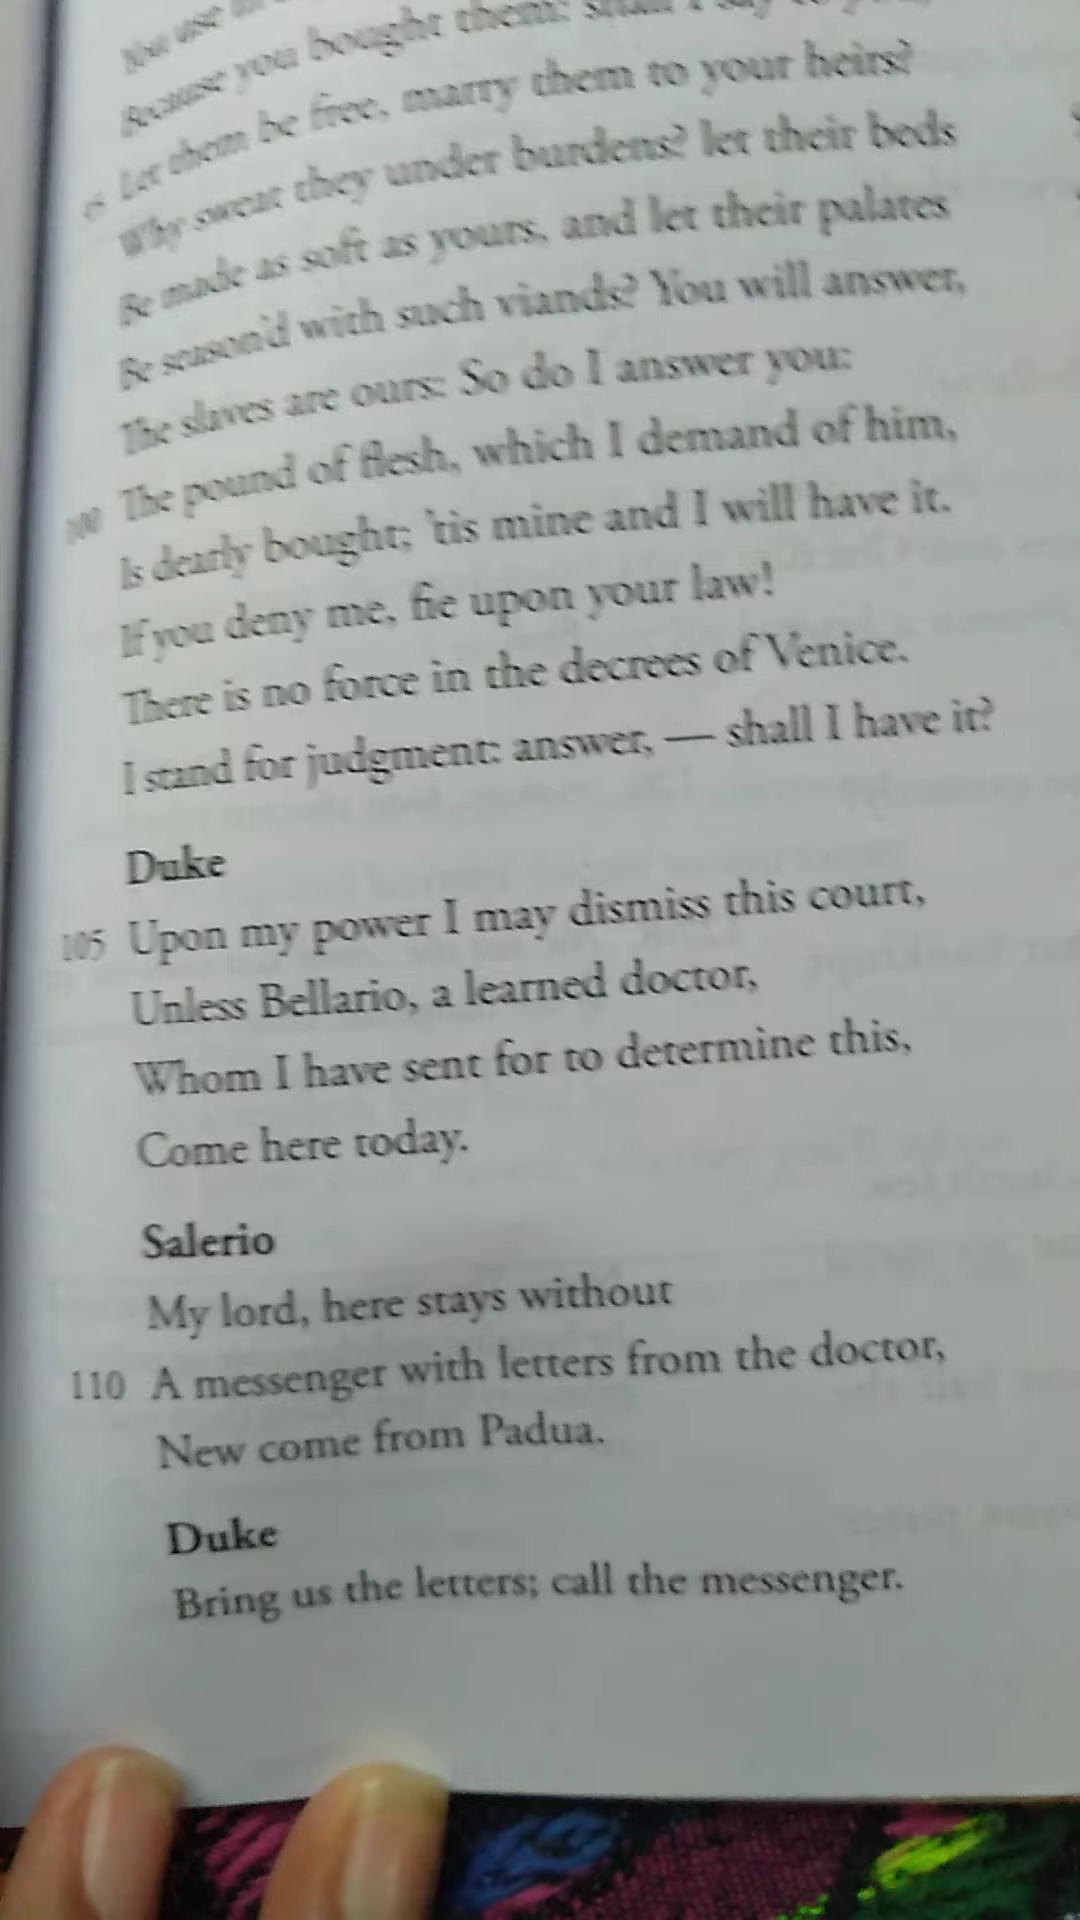 You use
Because you bought them: shall I say to you,
Let them be free, marry them to your heirs?
95 Why sweat they under burdens? let their beds
Be made as soft as yours, and let their palates
Be season'd with such viands? You will answer,
The slaves are ours: So do I answer you:
The pound of flesh, which I demand of him,
100 Is dearly bought; 'tis mine and I will have it.
If you deny me, fie upon your law!
There is no force in the decrees of Venice.
I stand for judgment: answer, — shall I have it?
Duke
105 Upon my power I may dismiss this court,
Unless Bellario, a learned doctor,
Whom I have sent for to determine this,
Come here today.
Salerio
My lord, here stays without
110 A messenger with letters from the doctor,
New come from Padua.
Duke
Bring us the letters; call the messenger.